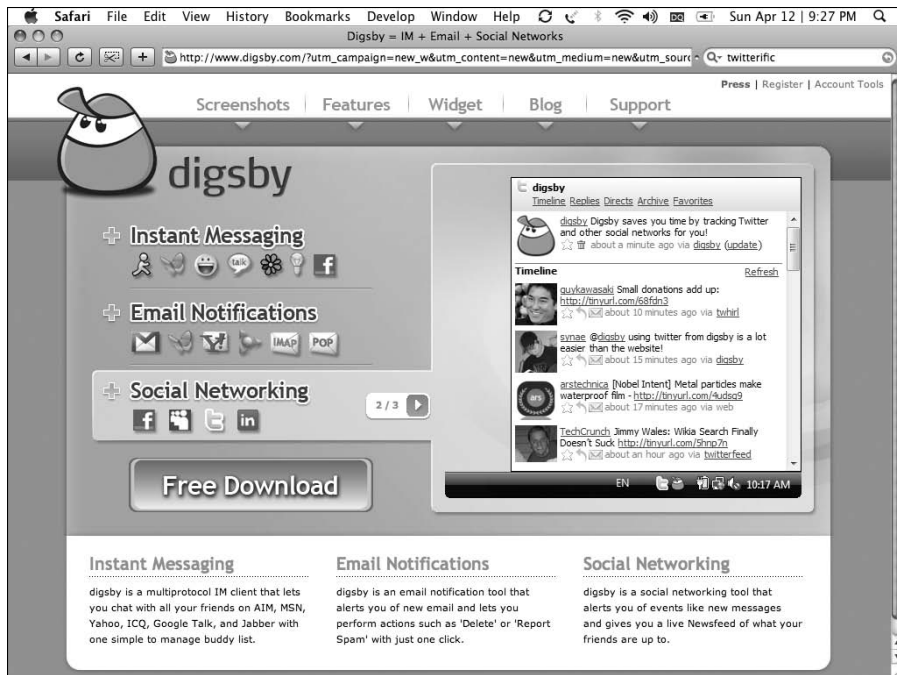 Safari File Edit View History Bookmarks Develop Window Help Sun Apr 12 | 9:27 PM
Digsby = IM + Email + Social Networks
http://www.digsby.com/?utm_campaign=new_w&utm_content=new&utm_medium=new&utm_sourc
twitterific
Press | Register | Account Tools
Screenshots Features Widget Blog Support
digsby
Instant Messaging
talk
Email Notifications
IMAP POP
Social Networking
2 / 3
Free Download
digsby
Timeline Replies Directs Archive Favorites
digsby Digsby saves you time by tracking Twitter
and other social networks for you!
about a minute ago via digsby (update)
Timeline Refresh
guykawasaki Small donations add up:
http://tinyurl.com/68fdn3
about 10 minutes ago via twhirl
synae @digsby using twitter from digsby is a lot
easier than the website!
about 15 minutes ago via digsby
arstechnica [Nobel Intent] Metal particles make
waterproof film - http://tinyurl.com/4udsq9
about 17 minutes ago via web
ars
TechCrunch Jimmy Wales: Wikia Search Finally
Doesn't Suck http://tinyurl.com/5hnp7n
about an hour ago via twitterfeed
EN 10:17 AM
Instant Messaging
digsby is a multiprotocol IM client that lets
you chat with all your friends on AIM, MSN,
Yahoo, ICQ, Google Talk, and Jabber with
one simple to manage buddy list.
Email Notifications
digsby is an email notification tool that
alerts you of new email and lets you
perform actions such as 'Delete' or 'Report
Spam' with just one click.
Social Networking
digsby is a social networking tool that
alerts you of events like new messages
and gives you a live Newsfeed of what your
friends are up to.